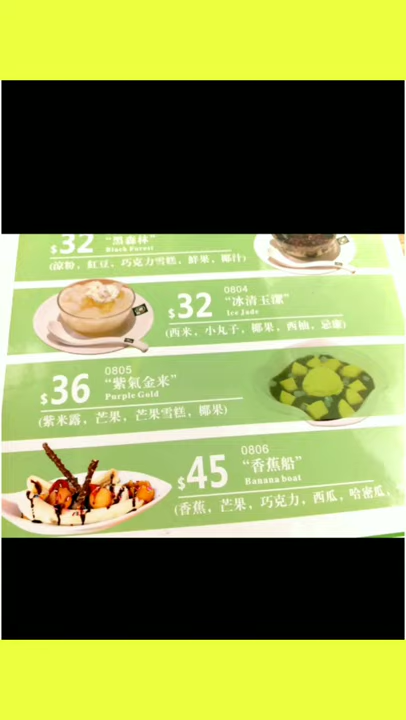 $32 "黑森林"
Black Forest
(涼粉, 紅豆, 巧克力雪糕, 鮮果, 椰汁)
0804
$32 "冰清玉潔"
Ice Jade
(西米, 小丸子, 椰果, 西柚, 忌廉)
0805
$36 "紫氣金来"
Purple Gold
(紫米露, 芒果, 芒果雪糕, 椰果)
0806
$45 "香蕉船"
Banana boat
(香蕉, 芒果, 巧克力, 西瓜, 哈密瓜,